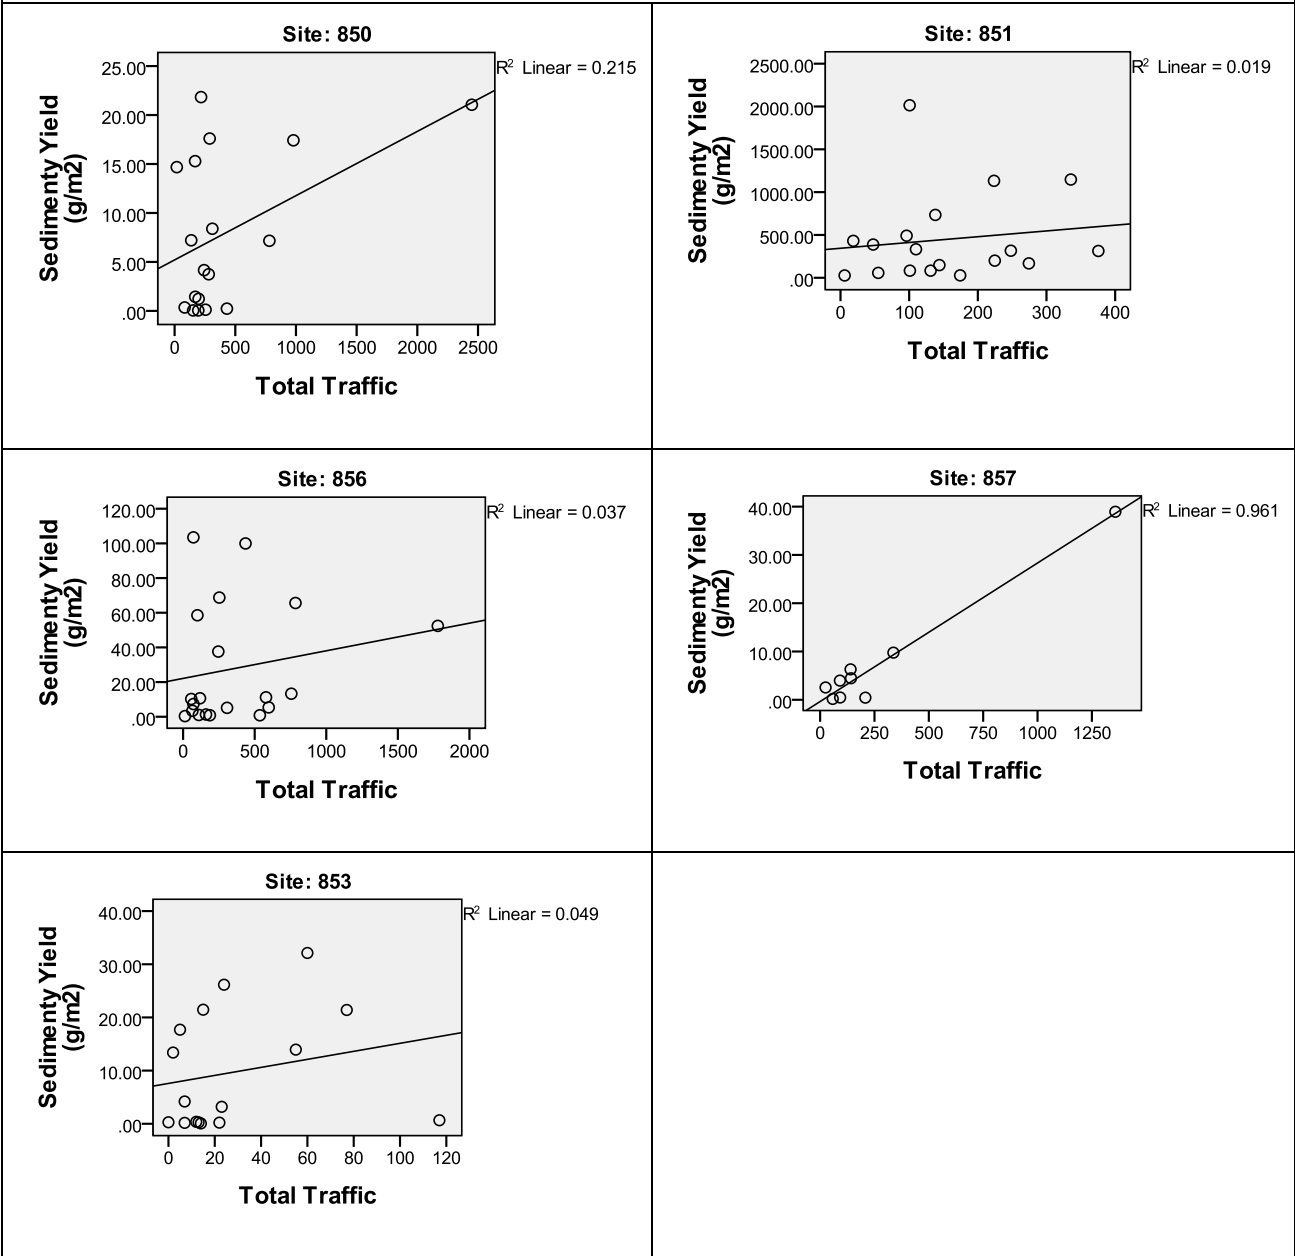 Site: 850
R² Linear = 0.215
Sedimenty Yield
(g/m2)
25.00
20.00
15.00
10.00
5.00
.00
0 500 1000 1500 2000 2500
Total Traffic
Site: 851
R² Linear = 0.019
Sedimenty Yield
(g/m2)
2500.00
2000.00
1500.00
1000.00
500.00
.00
0 100 200 300 400
Total Traffic
Site: 856
R² Linear = 0.037
Sedimenty Yield
(g/m2)
120.00
100.00
80.00
60.00
40.00
20.00
.00
0 500 1000 1500 2000
Total Traffic
Site: 857
R² Linear = 0.961
Sedimenty Yield
(g/m2)
40.00
30.00
20.00
10.00
.00
0 250 500 750 1000 1250
Total Traffic
Site: 853
R² Linear = 0.049
Sedimenty Yield
(g/m2)
40.00
30.00
20.00
10.00
.00
0 20 40 60 80 100 120
Total Traffic